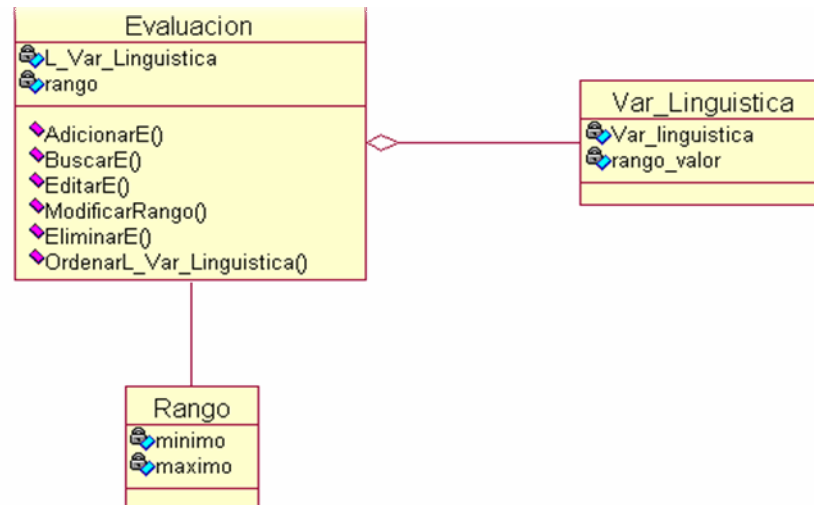 Evaluacion
L_Var_Linguistica
rango
AdicionarE()
BuscarE()
EditarE()
ModificarRango()
EliminarE()
OrdenarL_Var_Linguistica()
Var_Linguistica
Var_linguistica
rango_valor
Rango
minimo
maximo